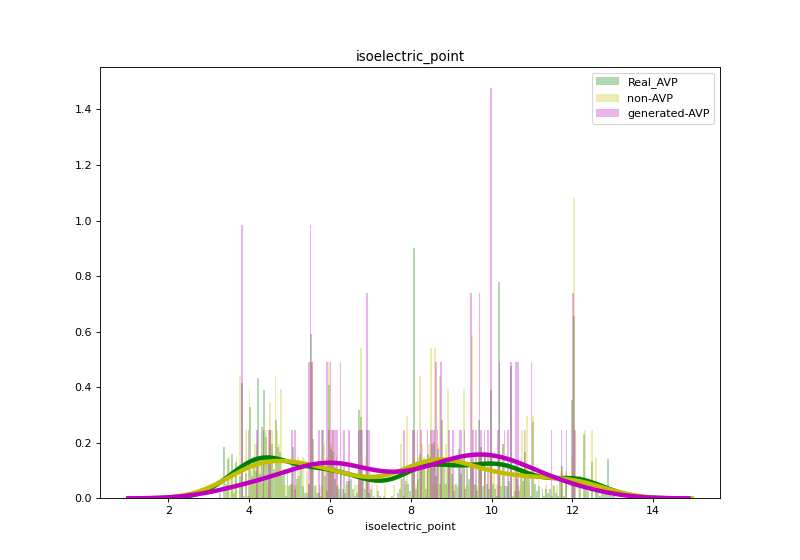 isoelectric_point
Real_AVP
non-AVP
generated-AVP
1.4
1.2
1.0
0.8
0.6
0.4
0.2
0.0
2 4 6 8 10 12 14
isoelectric_point